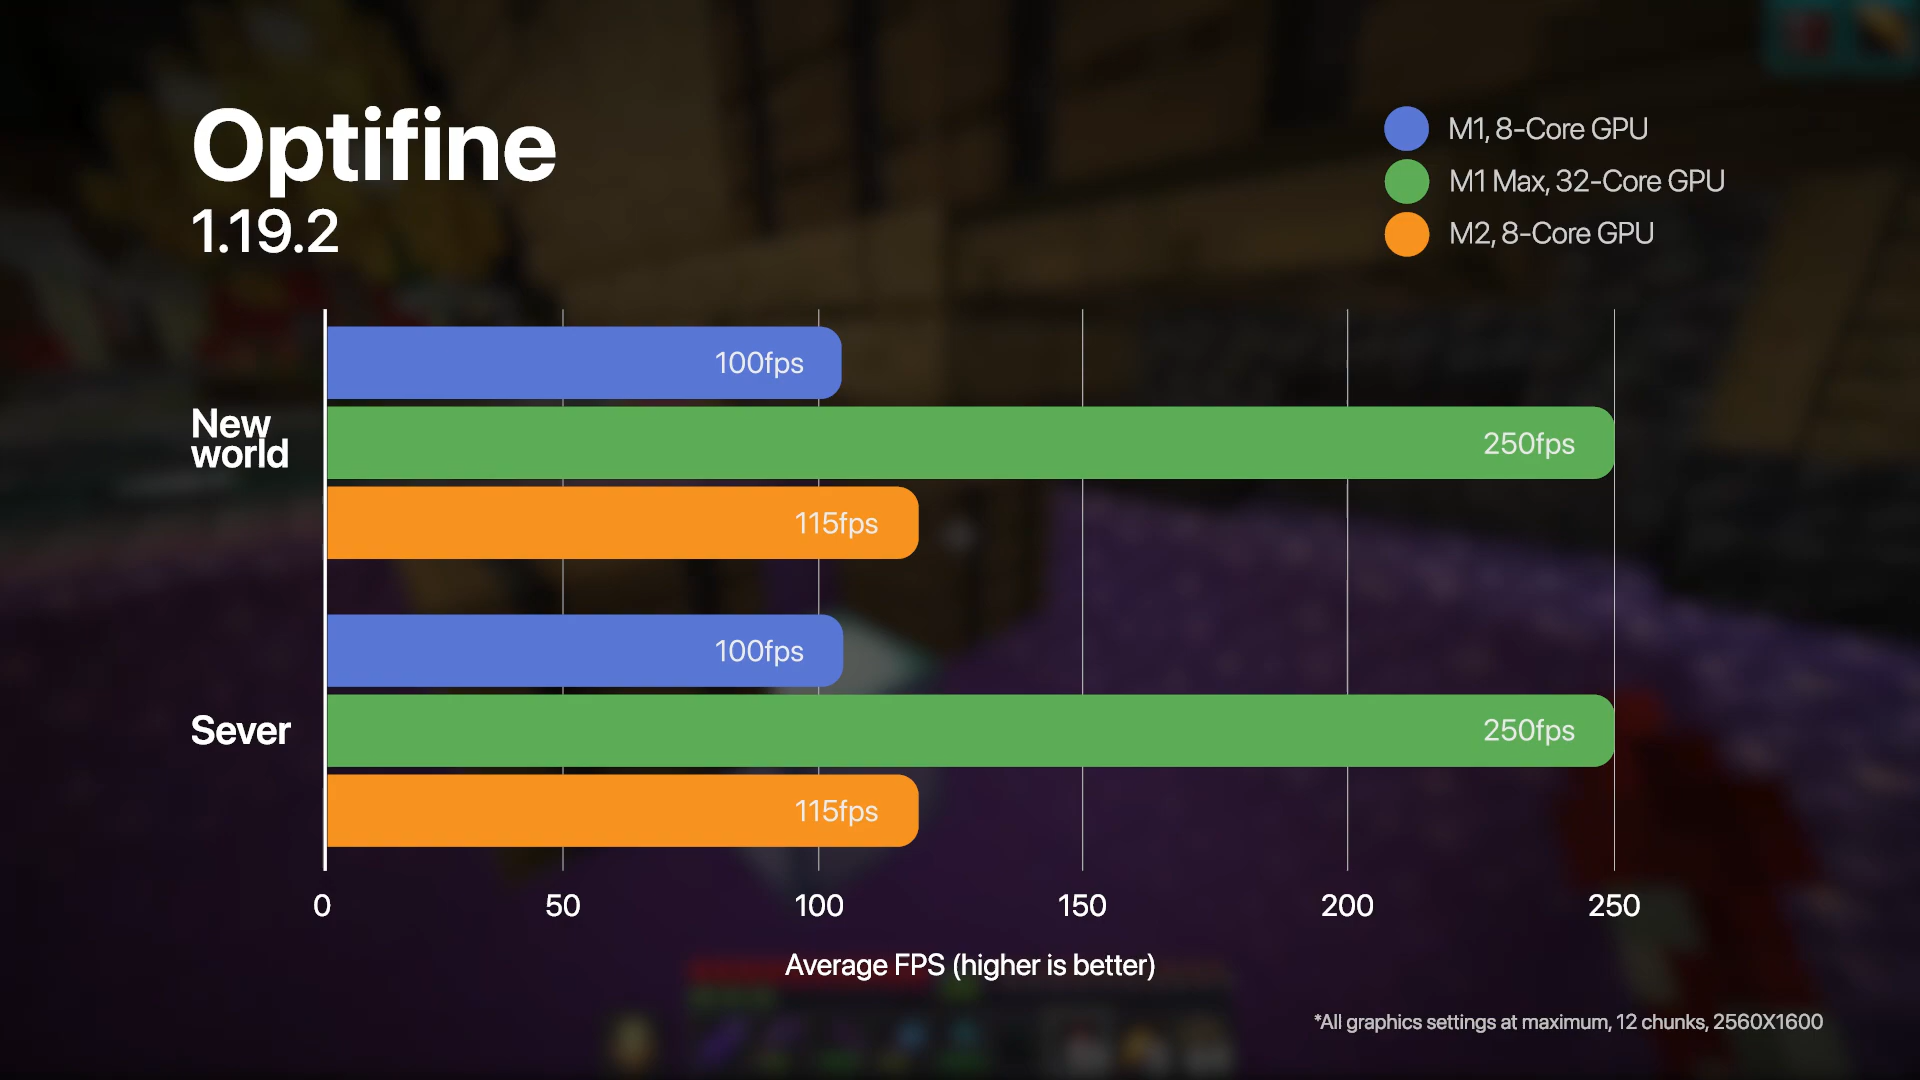 Optifine
1.19.2
M1, 8-Core GPU
M1 Max, 32-Core GPU
M2, 8-Core GPU
New
world
100fps
250fps
115fps
Sever
100fps
250fps
115fps
0 50 100 150 200 250
Average FPS (higher is better)
*All graphics settings at maximum, 12 chunks, 2560X1600